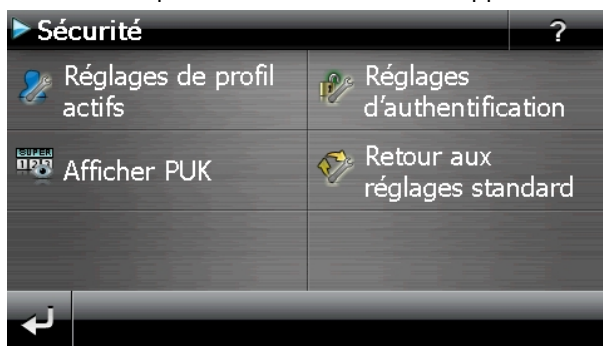 Sécurité
?
Réglages de profil
actifs
Réglages
d'authentification
SUPER
123
Afficher PUK
Retour aux
réglages standard